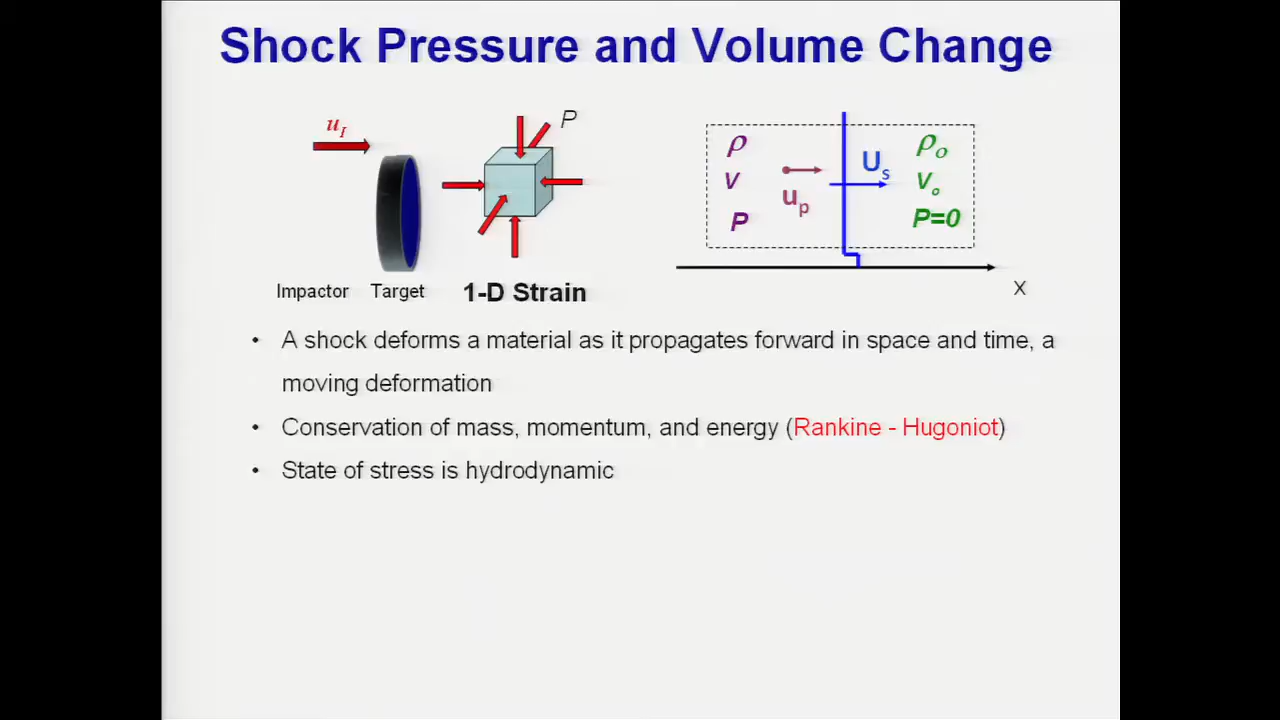 Shock Pressure and Volume Change
u_I
P
Impactor Target 1-D Strain
ρ
V
P
u_p
U_s
ρ_o
V_o
P=0
X
• A shock deforms a material as it propagates forward in space and time, a
moving deformation
• Conservation of mass, momentum, and energy (Rankine - Hugoniot)
• State of stress is hydrodynamic